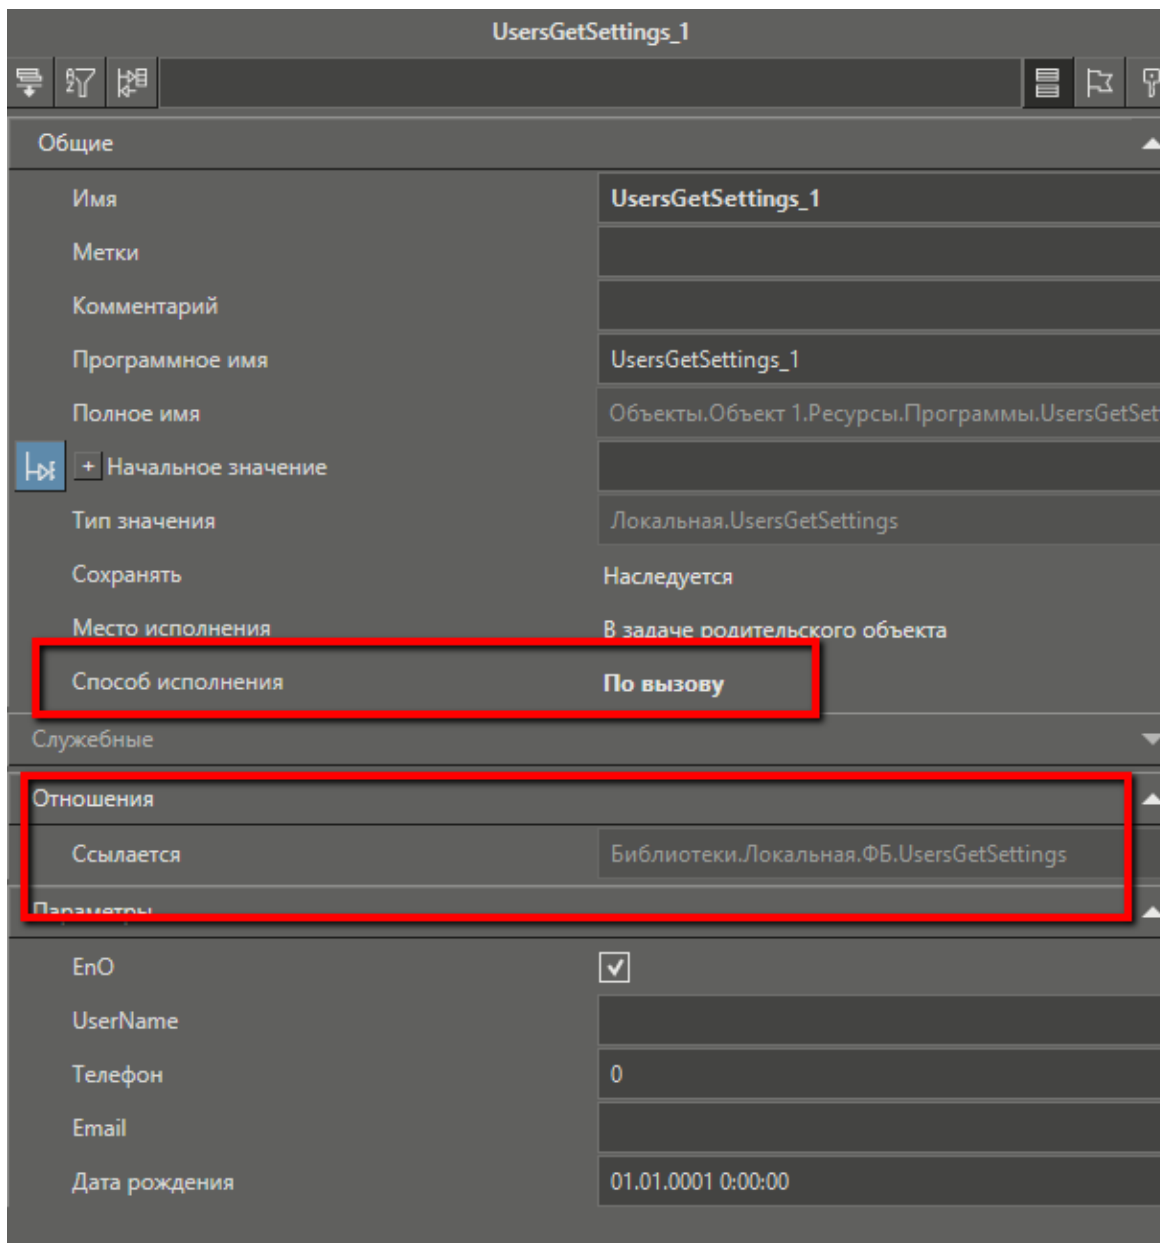 UsersGetSettings_1
Общие
Имя UsersGetSettings_1
Метки
Комментарий
Программное имя UsersGetSettings_1
Полное имя Объекты.Объект 1.Ресурсы.Программы.UsersGetSet
+ Начальное значение
Тип значения Локальная.UsersGetSettings
Сохранять Наследуется
Место исполнения В задаче родительского объекта
Способ исполнения По вызову
Служебные
Отношения
Ссылается Библиотеки.Локальная.ФБ.UsersGetSettings
Параметры
EnO
UserName
Телефон 0
Email
Дата рождения 01.01.0001 0:00:00